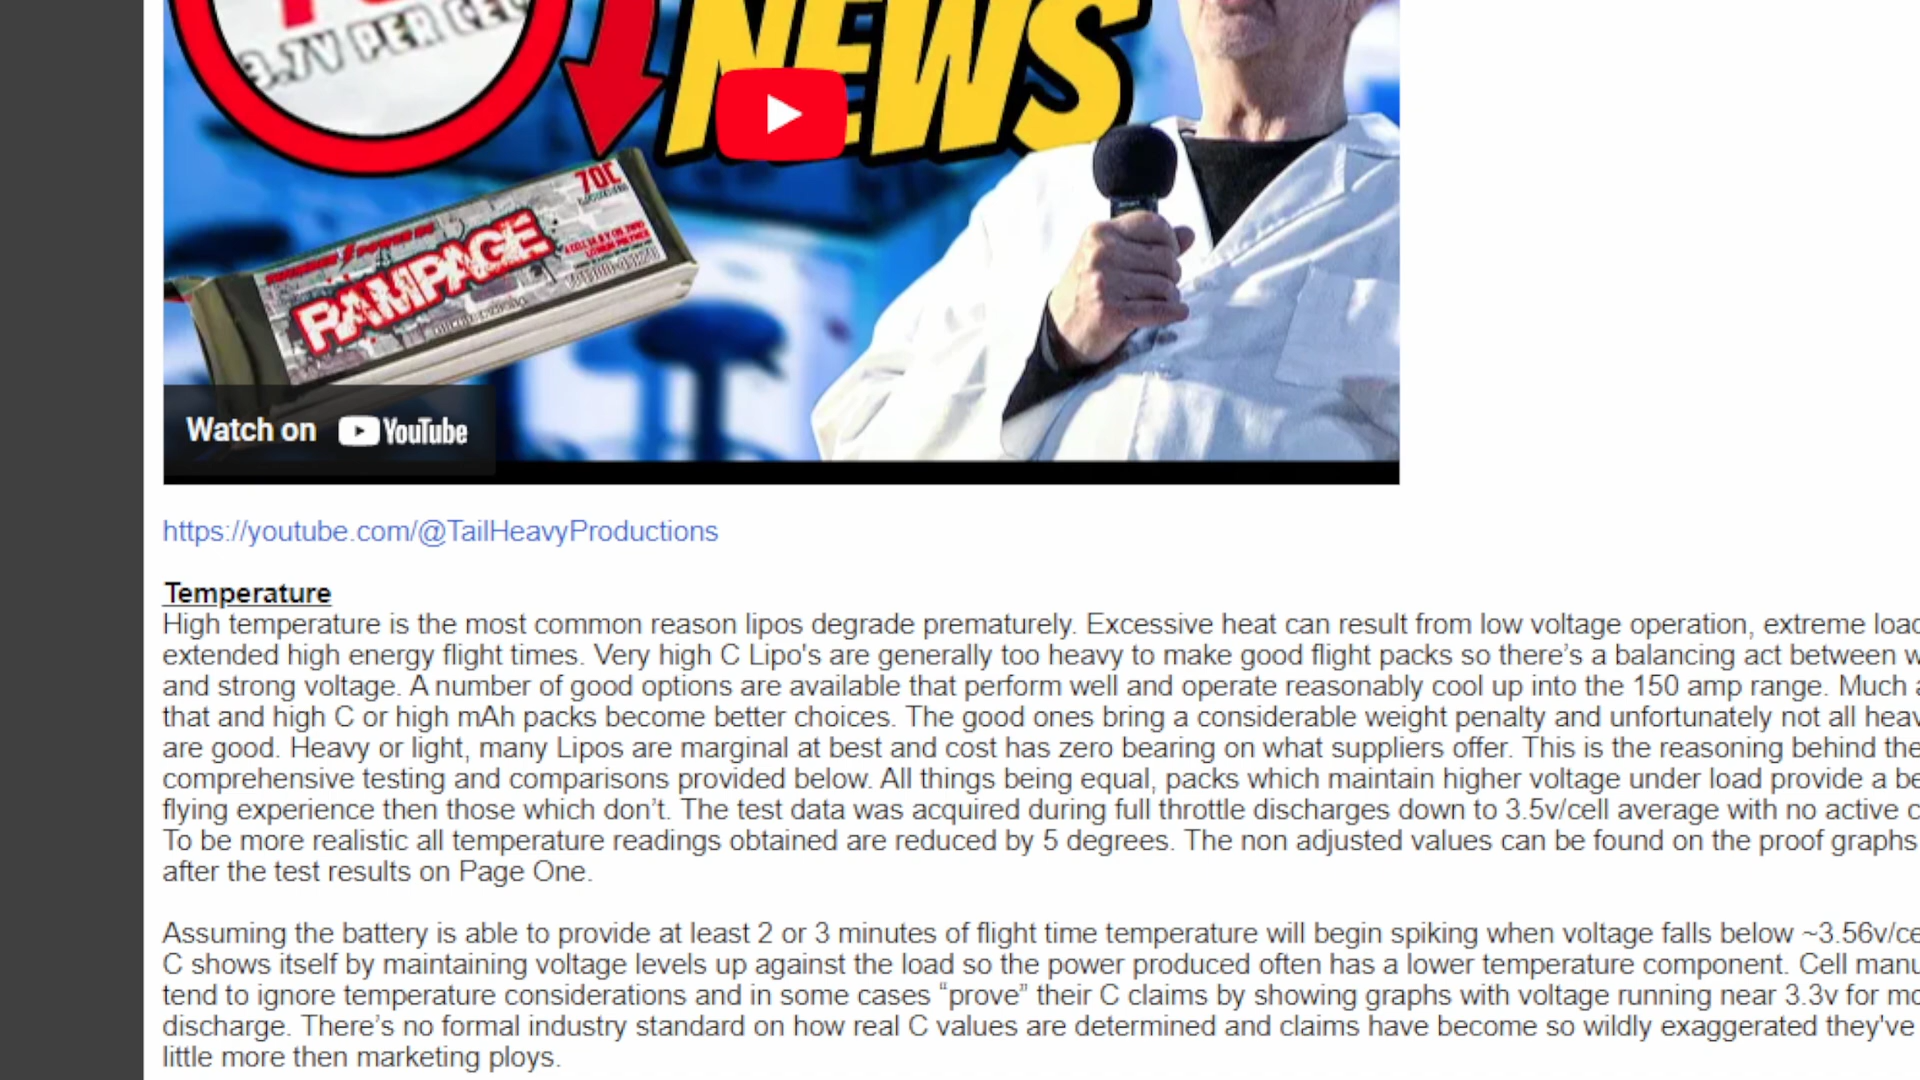 3.7V PER CEL
NEWS
70C
RAMPAGE
Watch on YouTube
https://youtube.com/@TailHeavyProductions
Temperature
High temperature is the most common reason lipos degrade prematurely. Excessive heat can result from low voltage operation, extreme load
extended high energy flight times. Very high C Lipo's are generally too heavy to make good flight packs so there’s a balancing act between w
and strong voltage. A number of good options are available that perform well and operate reasonably cool up into the 150 amp range. Much a
that and high C or high mAh packs become better choices. The good ones bring a considerable weight penalty and unfortunately not all heav
are good. Heavy or light, many Lipos are marginal at best and cost has zero bearing on what suppliers offer. This is the reasoning behind the
comprehensive testing and comparisons provided below. All things being equal, packs which maintain higher voltage under load provide a be
flying experience then those which don’t. The test data was acquired during full throttle discharges down to 3.5v/cell average with no active c
To be more realistic all temperature readings obtained are reduced by 5 degrees. The non adjusted values can be found on the proof graphs
after the test results on Page One.
Assuming the battery is able to provide at least 2 or 3 minutes of flight time temperature will begin spiking when voltage falls below ~3.56v/ce
C shows itself by maintaining voltage levels up against the load so the power produced often has a lower temperature component. Cell manu
tend to ignore temperature considerations and in some cases “prove” their C claims by showing graphs with voltage running near 3.3v for mo
discharge. There’s no formal industry standard on how real C values are determined and claims have become so wildly exaggerated they've
little more then marketing ploys.